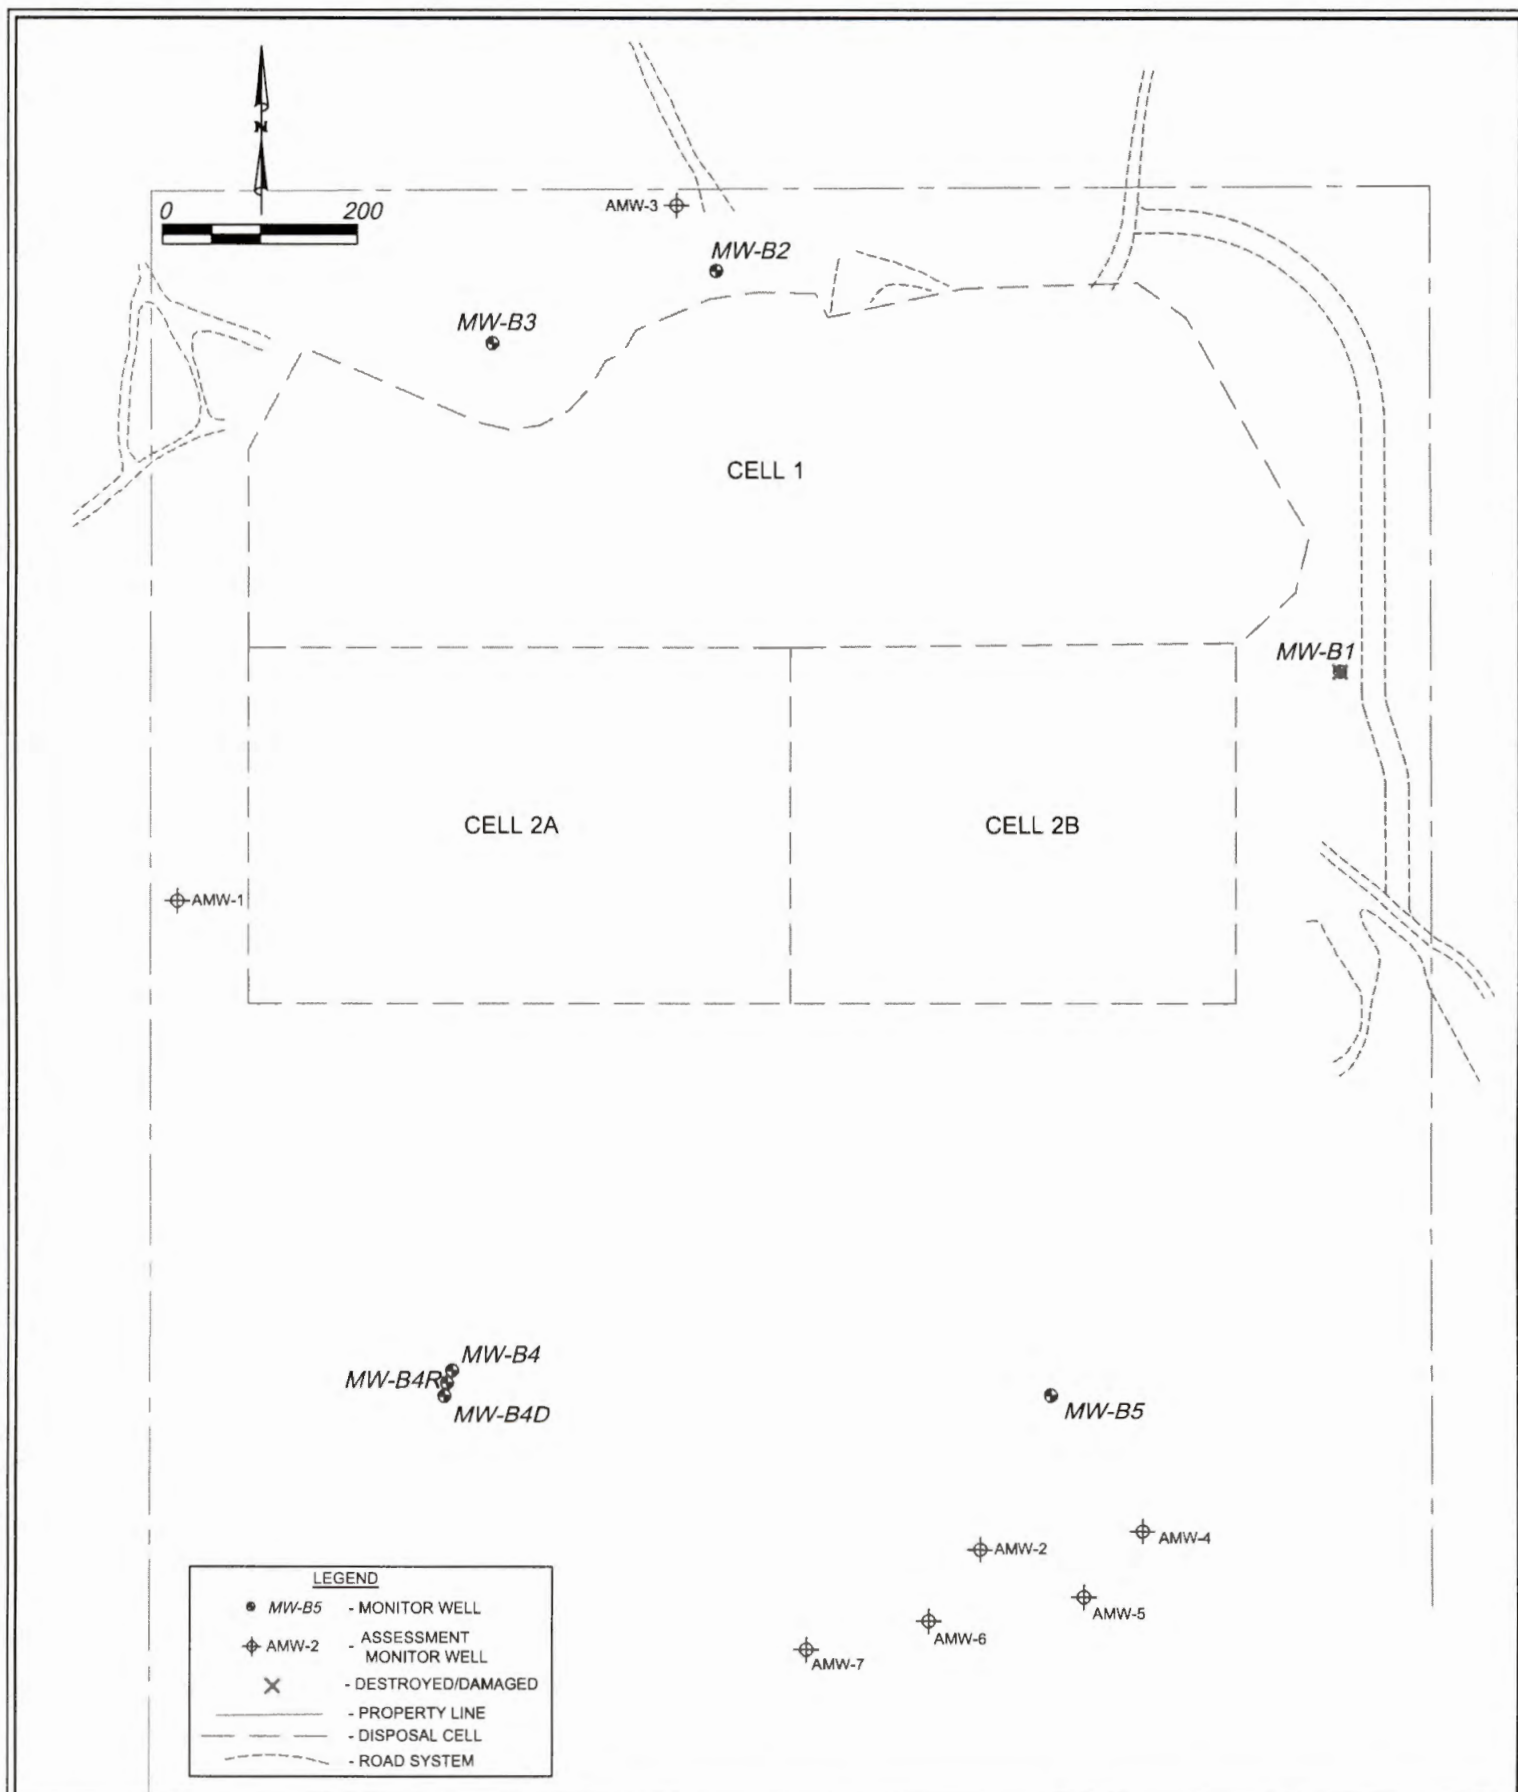 N
0 200
AMW-3
MW-B2
MW-B3
CELL 1
MW-B1
CELL 2A
CELL 2B
AMW-1
MW-B4
MW-B4R
MW-B4D
MW-B5
AMW-4
AMW-2
AMW-5
AMW-6
AMW-7
LEGEND
MW-B5 - MONITOR WELL
AMW-2 - ASSESSMENT
MONITOR WELL
- DESTROYED/DAMAGED
- PROPERTY LINE
- DISPOSAL CELL
- ROAD SYSTEM